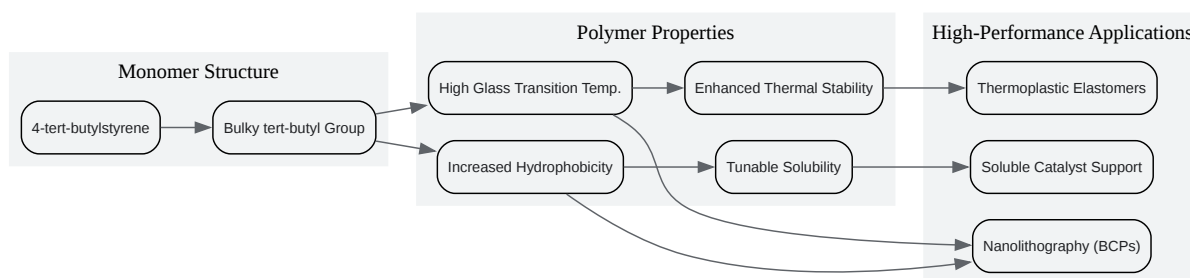 Monomer Structure
4-tert-butylstyrene
Bulky tert-butyl Group
Polymer Properties
High Glass Transition Temp.
Enhanced Thermal Stability
Increased Hydrophobicity
Tunable Solubility
High-Performance Applications
Thermoplastic Elastomers
Soluble Catalyst Support
Nanolithography (BCPs)